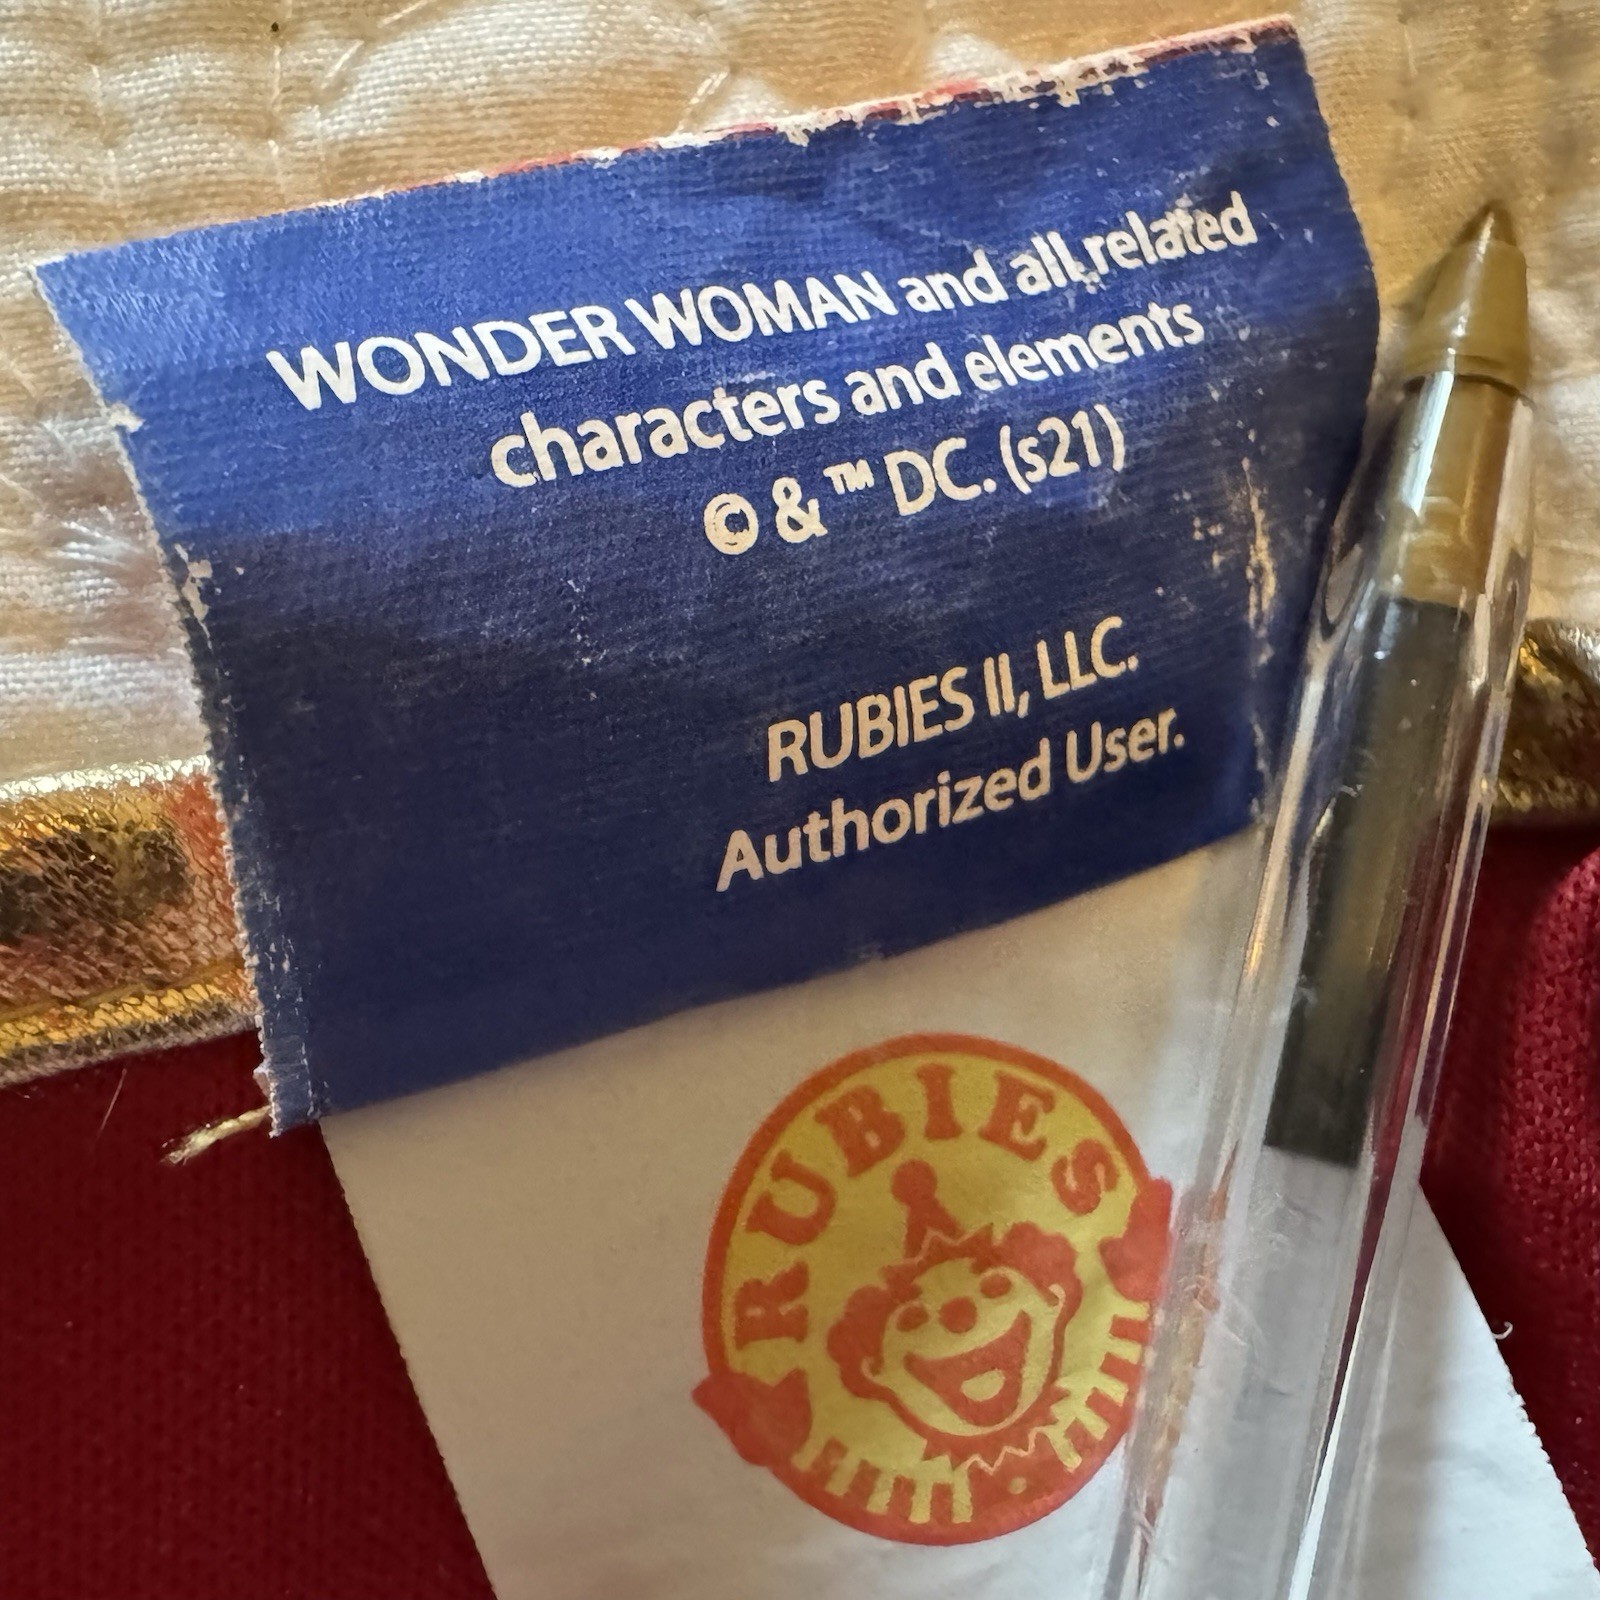 WONDER WOMAN and all related
characters and elements
© & ™ DC. (s21)
RUBIES II, LLC.
Authorized User.
RUBIES